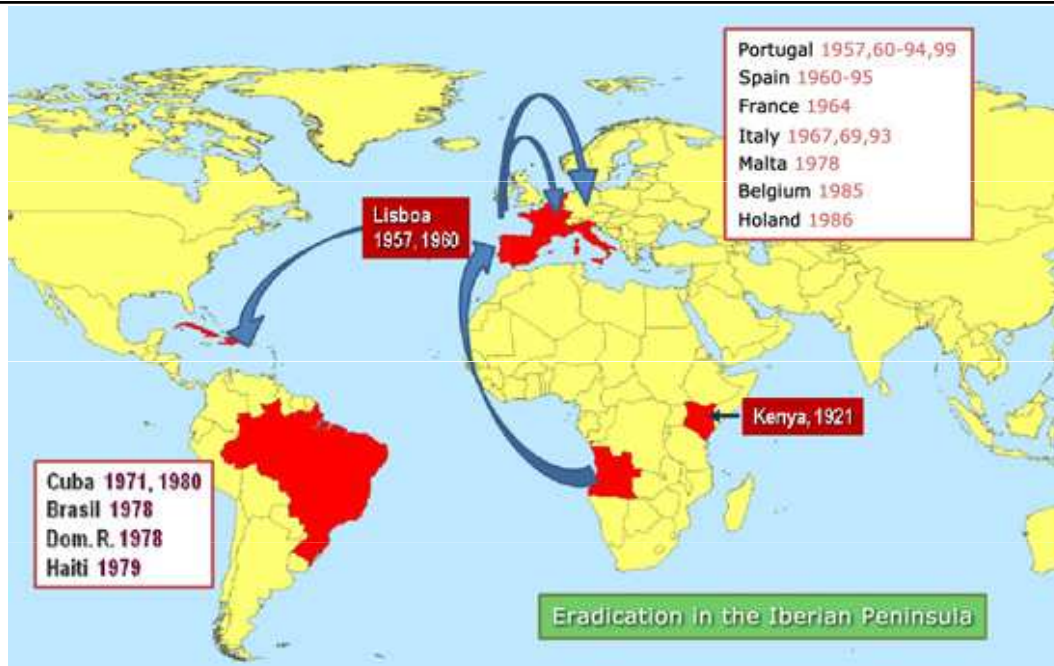 Portugal 1957,60-94,99
Spain 1960-95
France 1964
Italy 1967,69,93
Malta 1978
Belgium 1985
Holand 1986
Lisboa
1957, 1960
Kenya, 1921
Cuba 1971, 1980
Brasil 1978
Dom. R. 1978
Haiti 1979
Eradication in the Iberian Peninsula